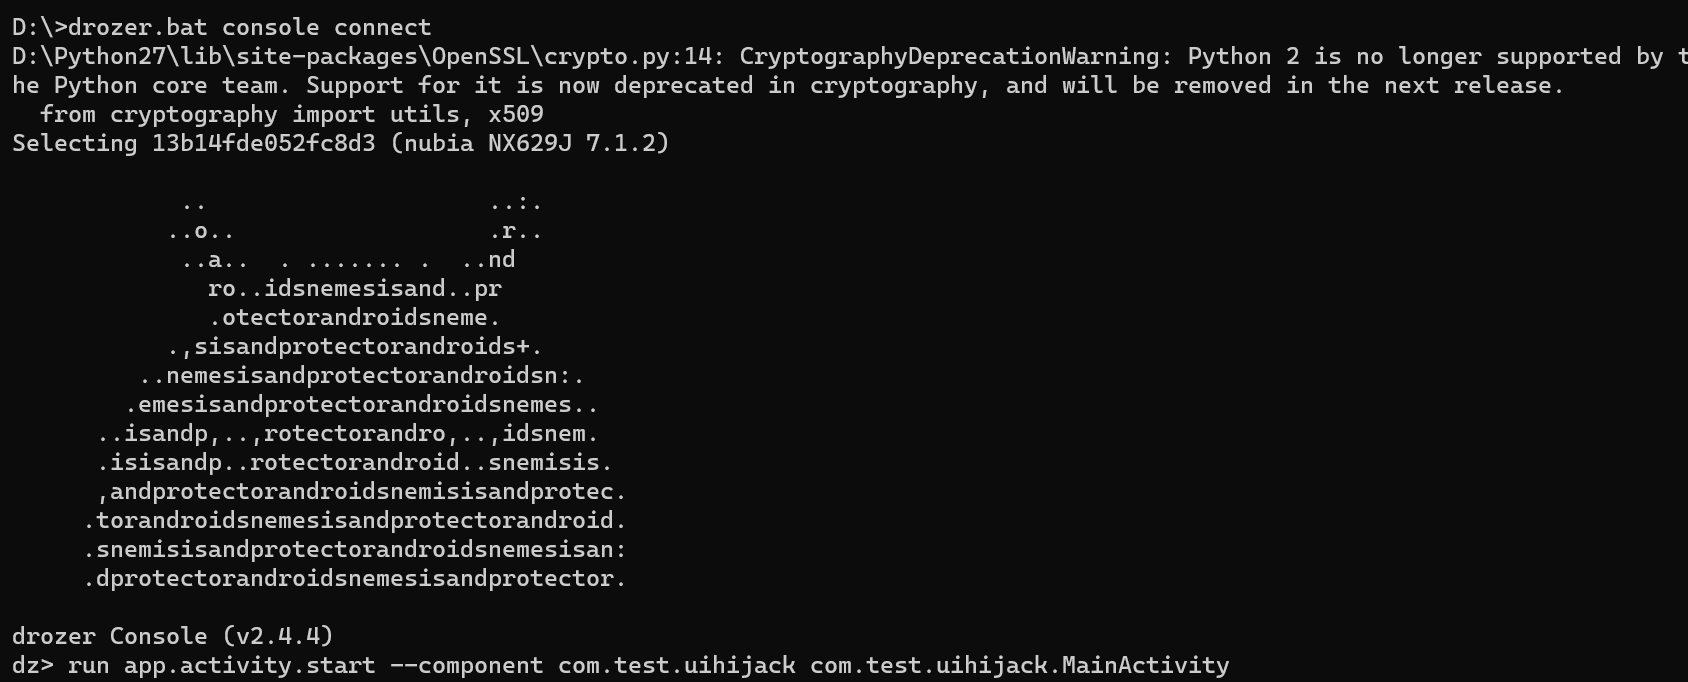 D:\>drozer.bat console connect
D:\Python27\lib\site-packages\OpenSSL\crypto.py:14: CryptographyDeprecationWarning: Python 2 is no longer supported by t
he Python core team. Support for it is now deprecated in cryptography, and will be removed in the next release.
  from cryptography import utils, x509
Selecting 13b14fde052fc8d3 (nubia NX629J 7.1.2)

            ..                    ..:.
           ..o..                  .r..
            ..a..  . ....... .  ..nd
              ro..idsnemesisand..pr
              .otectorandroidsneme.
           .,sisandprotectorandroids+.
         ..nemesisandprotectorandroidsn:.
        .emesisandprotectorandroidsnemes..
      ..isandp,..,rotectorandro,..,idsnem.
      .isisandp..rotectorandroid..snemisis.
      ,andprotectorandroidsnemisisandprotec.
     .torandroidsnemesisandprotectorandroid.
     .snemisisandprotectorandroidsnemesisan:
     .dprotectorandroidsnemesisandprotector.

drozer Console (v2.4.4)
dz> run app.activity.start --component com.test.uihijack com.test.uihijack.MainActivity